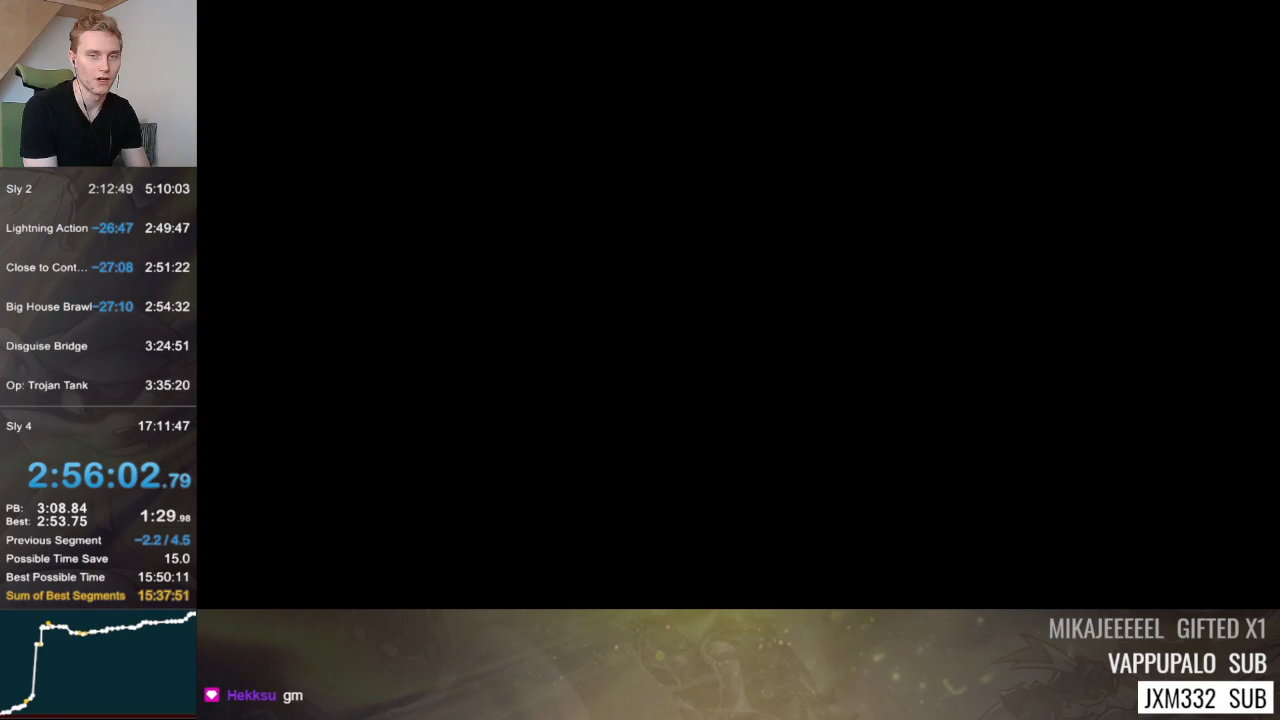 Sly 2 2:12:49 5:10:03
Lightning Action −26:47 2:49:47
Close to Cont... −27:08 2:51:22
Big House Brawl −27:10 2:54:32
Disguise Bridge 3:24:51
Op: Trojan Tank 3:35:20
Sly 4 17:11:47
2:56:02.79
PB: 3:08.84
Best: 2:53.75
1:29.98
Previous Segment −2.2 / 4.5
Possible Time Save 15.0
Best Possible Time 15:50:11
Sum of Best Segments 15:37:51
MIKAJEEEEEL GIFTED X1
VAPPUPALO SUB
JXM332 SUB
Hekksu gm